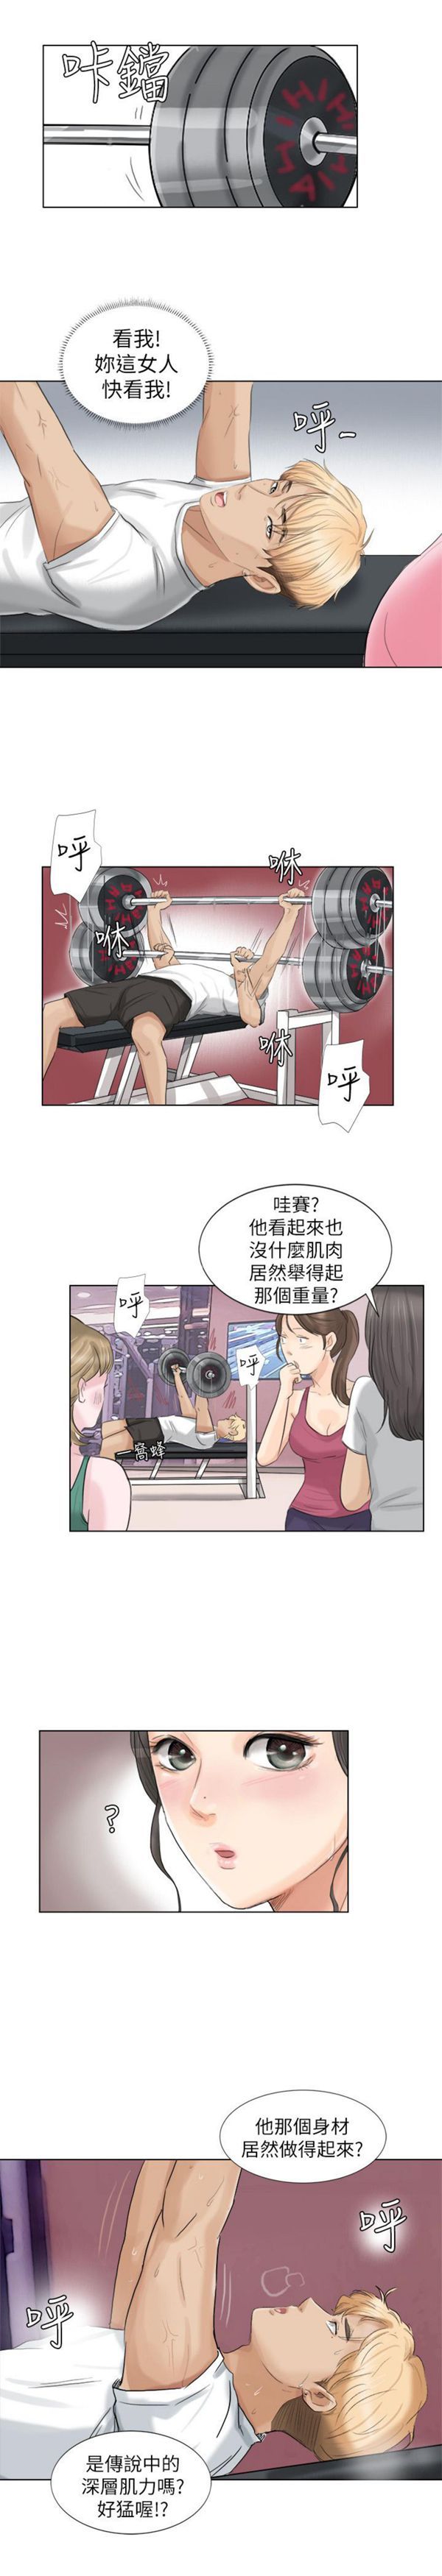 咔鐺
看我!
妳這女人
快看我!
呼~
呼
咻
咻
咻
呼
哇賽?
他看起來也
沒什麼肌肉
居然舉得起
那個重量?
呼
呼
一窩蜂
?
他那個身材
居然做得起來?
呼
呼
是傳說中的
深層肌力嗎?
好猛喔!?